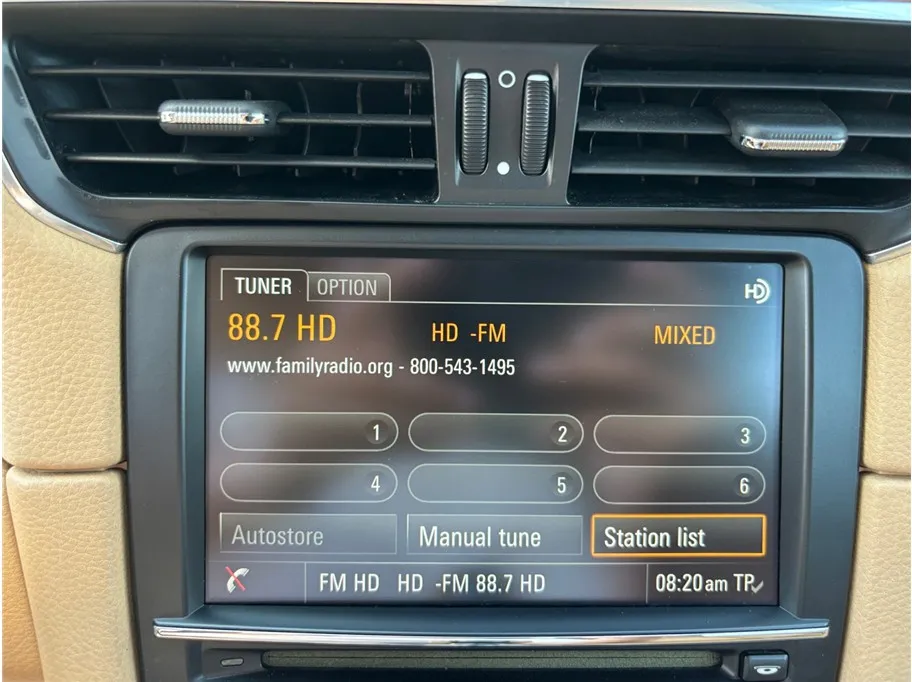 TUNER OPTION HD
88.7 HD HD -FM MIXED
www.familyradio.org - 800-543-1495
1 2 3
4 5 6
Autostore Manual tune Station list
FM HD HD -FM 88.7 HD 08:20am TP